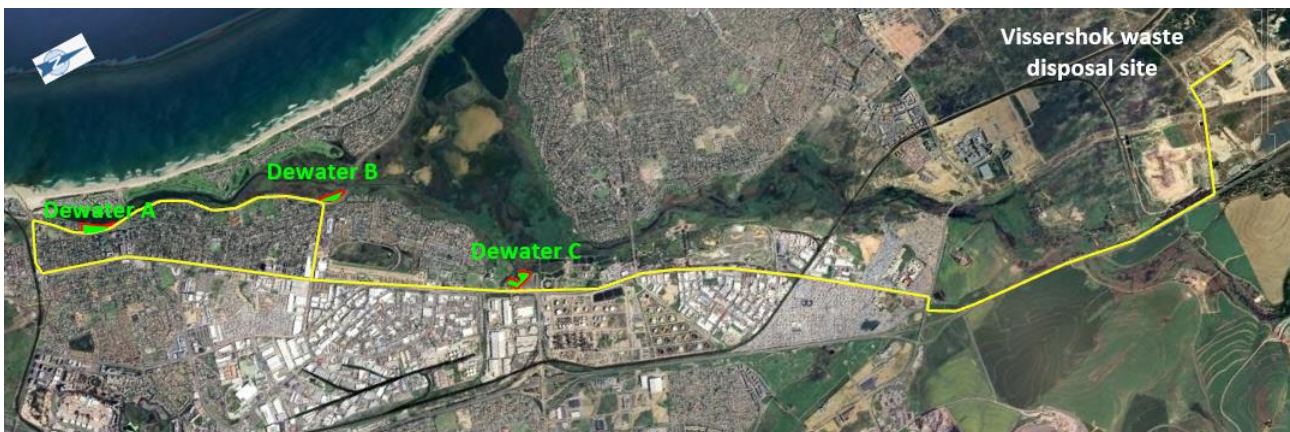 Vissershok waste
disposal site
Dewater B
Dewater A
Dewater C